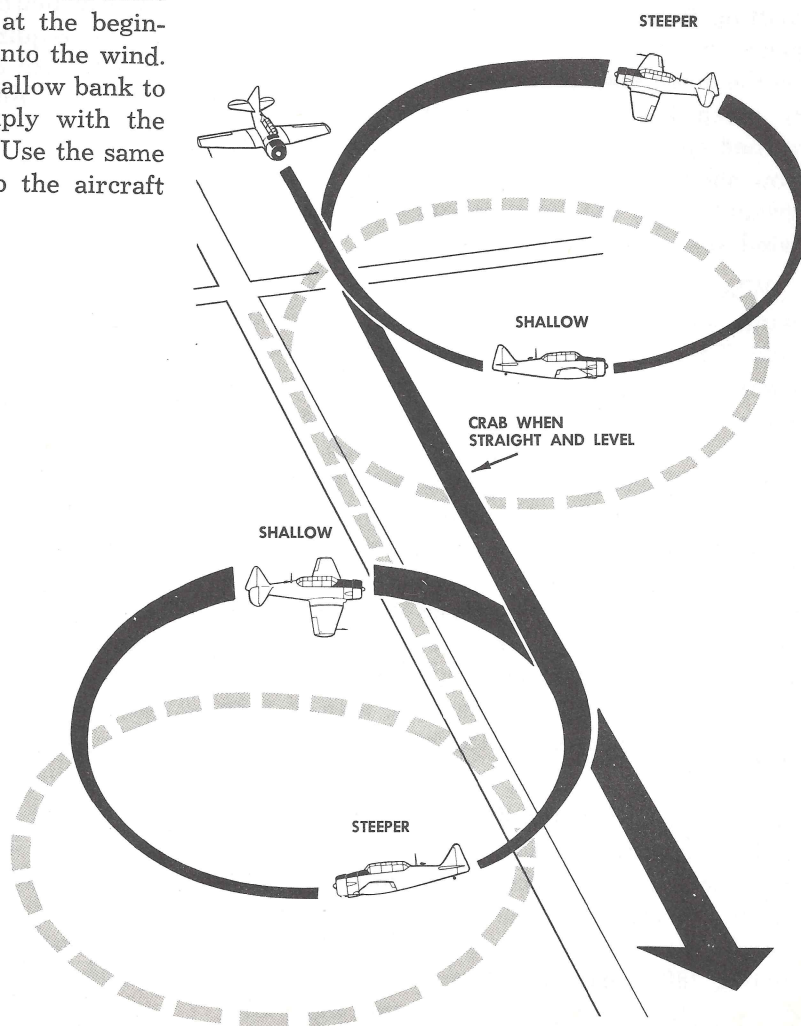 at the begin-
nto the wind.
allow bank to
ply with the
Use the same
o the aircraft
STEEPER
SHALLOW
CRAB WHEN
STRAIGHT AND LEVEL
SHALLOW
STEEPER